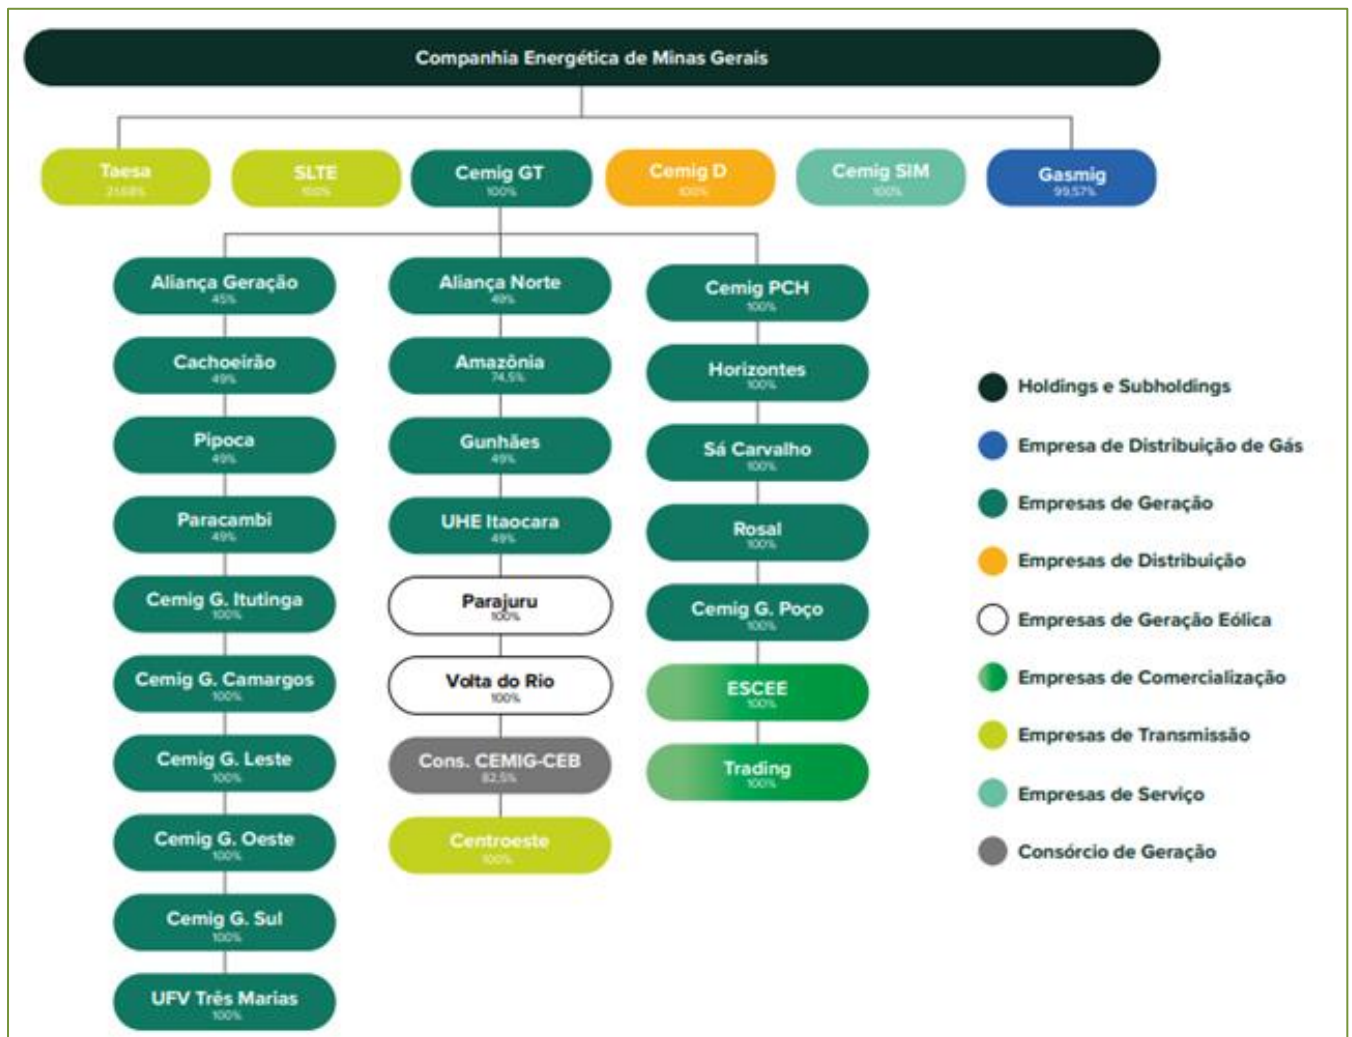 Companhia Energética de Minas Gerais
Taesa
21,68%
SLTE
100%
Cemig GT
100%
Cemig D
100%
Cemig SIM
100%
Gasmig
99,57%
Aliança Geração
45%
Cachoeirão
49%
Pipoca
49%
Paracambi
49%
Cemig G. Itutinga
100%
Cemig G. Camargos
100%
Cemig G. Leste
100%
Cemig G. Oeste
100%
Cemig G. Sul
100%
UFV Três Marias
100%
Aliança Norte
49%
Amazônia
74,5%
Gunhães
49%
UHE Itaocara
49%
Parajuru
100%
Volta do Rio
100%
Cons. CEMIG-CEB
82,5%
Centroeste
100%
Cemig PCH
100%
Horizontes
100%
Sá Carvalho
100%
Rosal
100%
Cemig G. Poço
100%
ESCEE
100%
Trading
100%
Holdings e Subholdings
Empresa de Distribuição de Gás
Empresas de Geração
Empresas de Distribuição
Empresas de Geração Eólica
Empresas de Comercialização
Empresas de Transmissão
Empresas de Serviço
Consórcio de Geração